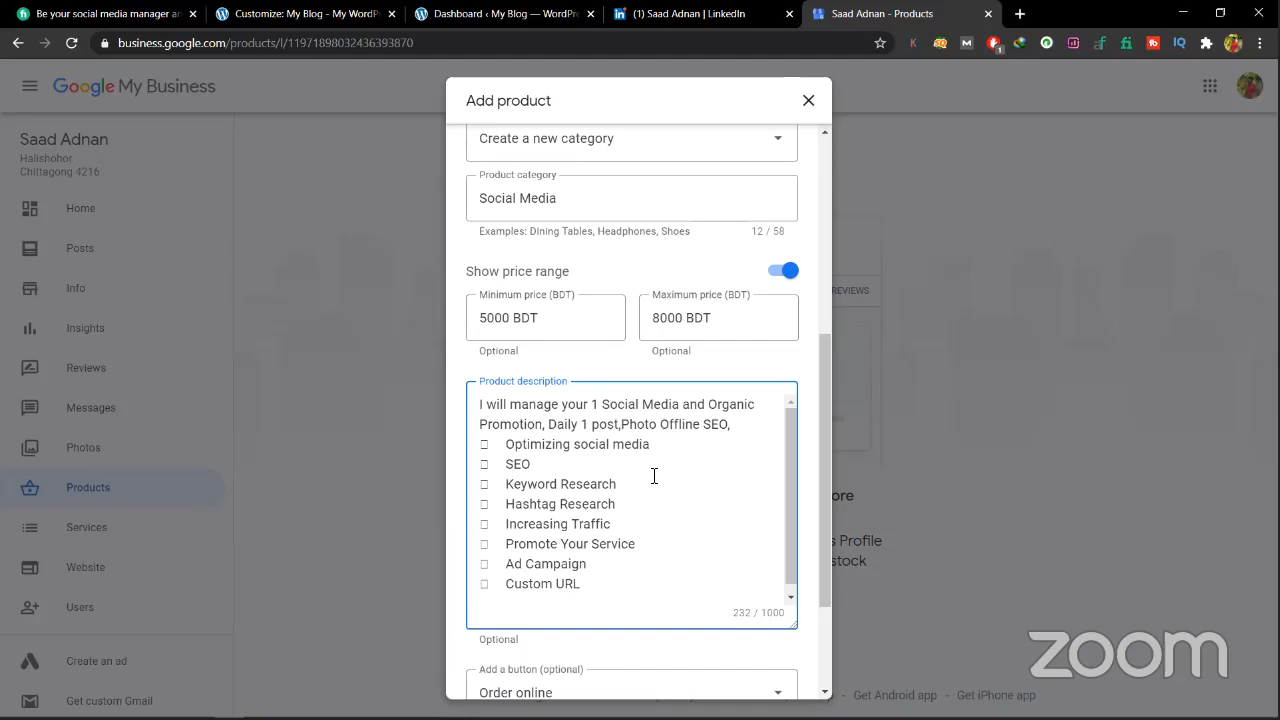 Be your social media manager ar
Customize: My Blog - My WordP
Dashboard ‹ My Blog — WordPre
(1) Saad Adnan | LinkedIn
Saad Adnan - Products
business.google.com/products/l/11971898032436393870
Google My Business
Saad Adnan
Halishohor
Chittagong 4216
Home
Posts
Info
Insights
Reviews
Messages
Photos
Products
Services
Website
Users
Create an ad
Get custom Gmail
Add product
Create a new category
Product category
Social Media
Examples: Dining Tables, Headphones, Shoes
12 / 58
Show price range
Minimum price (BDT)
5000 BDT
Optional
Maximum price (BDT)
8000 BDT
Optional
Product description
I will manage your 1 Social Media and Organic
Promotion, Daily 1 post,Photo Offline SEO,
Optimizing social media
SEO
Keyword Research
Hashtag Research
Increasing Traffic
Promote Your Service
Ad Campaign
Custom URL
232 / 1000
Optional
Add a button (optional)
Order online
REVIEWS
ore
s Profile
stock
Get Android app - Get iPhone app
zoom